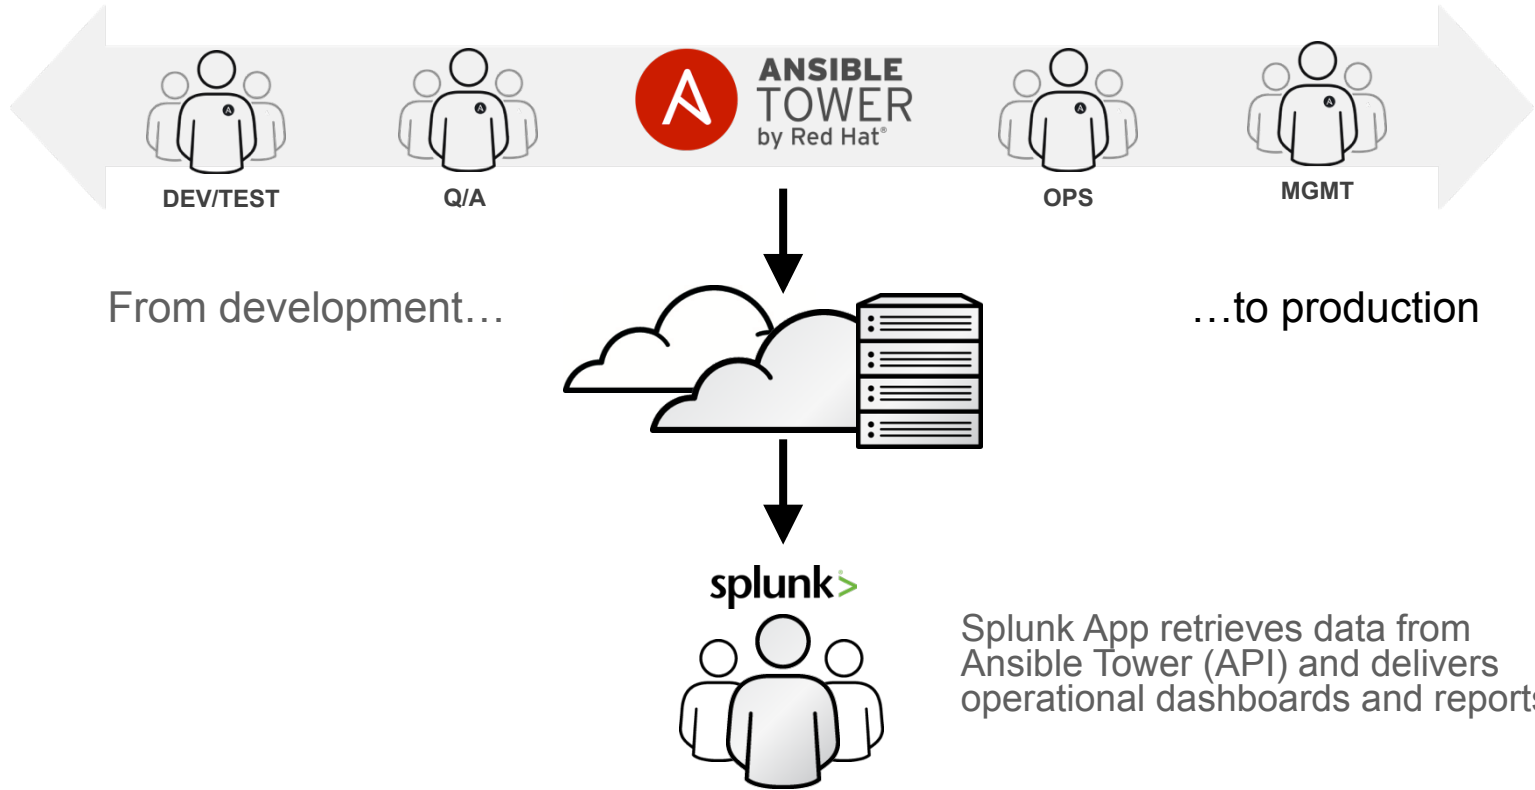 ANSIBLE
TOWER
by Red Hat®
DEV/TEST
Q/A
OPS
MGMT
From development…
…to production
splunk>
Splunk App retrieves data from
Ansible Tower (API) and delivers
operational dashboards and reports